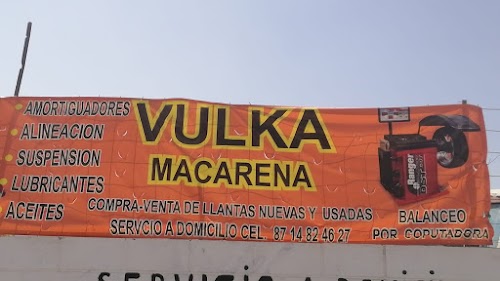 AMORTIGUADORES
ALINEACION
SUSPENSION
LUBRICANTES
ACEITES
VULKA
MACARENA
COMPRA-VENTA DE LLANTAS NUEVAS Y USADAS
SERVCIO A DOMICILIO CEL. 87 14 82 46 27
Ranger
BALANCEO
POR COPUTADORA
SERVICIO A